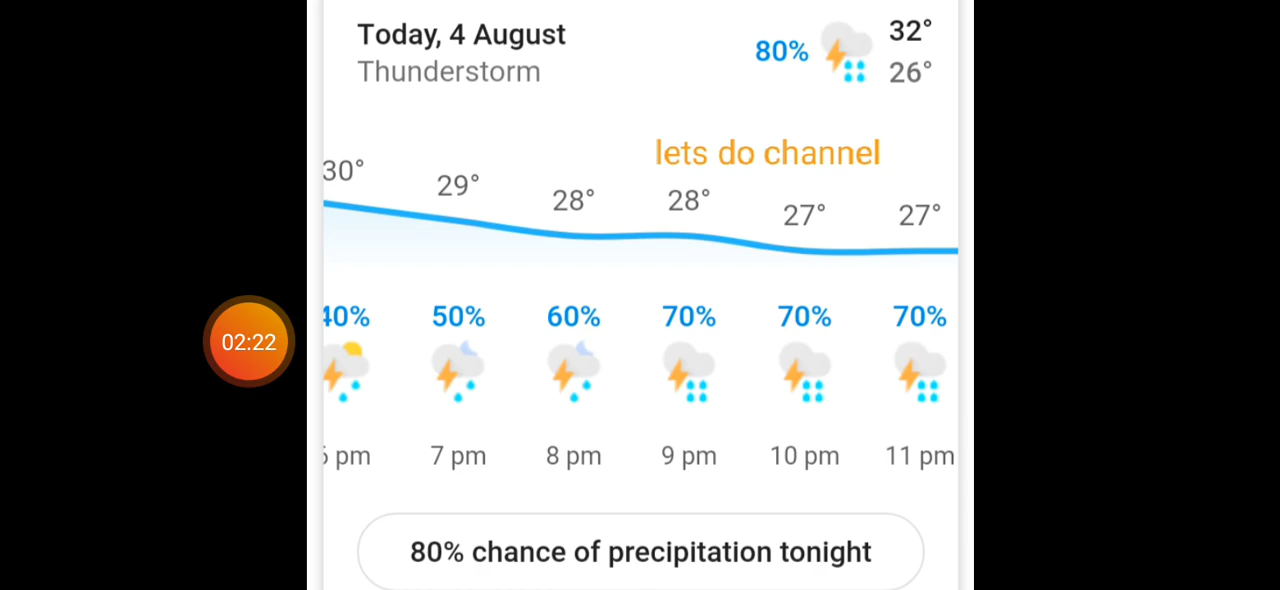 Today, 4 August
Thunderstorm
80%
32°
26°
lets do channel
30° 29° 28° 28° 27° 27°
40% 50% 60% 70% 70% 70%
02:22
6 pm 7 pm 8 pm 9 pm 10 pm 11 pm
80% chance of precipitation tonight